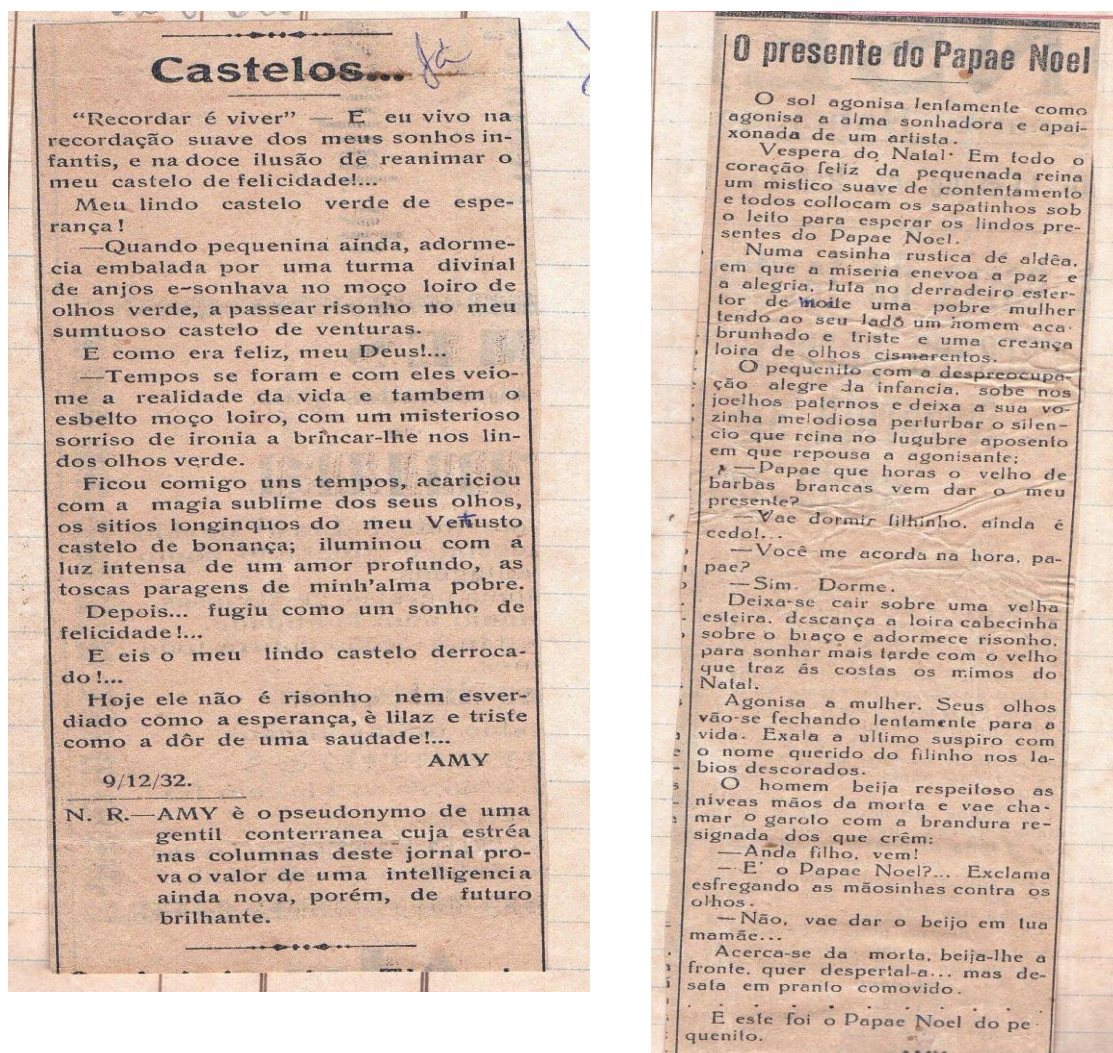 Castelos... Já
“Recordar é viver” — E eu vivo na
recordação suave dos meus sonhos in-
fantis, e na doce ilusão de reanimar o
meu castelo de felicidade!...
Meu lindo castelo verde de espe-
rança!
—Quando pequenina ainda, adorme-
cia embalada por uma turma divinal
de anjos e-sonhava no moço loiro de
olhos verde, a passear risonho no meu
sumtuoso castelo de venturas.
E como era feliz, meu Deus!...
—Tempos se foram e com eles veio-
me a realidade da vida e tambem o
esbelto moço loiro, com um misterioso
sorriso de ironia a brincar-lhe nos lin-
dos olhos verde.
Ficou comigo uns tempos, acariciou
com a magia sublime dos seus olhos,
os sitios longinquos do meu Vetusto
castelo de bonança; iluminou com a
luz intensa de um amor profundo, as
toscas paragens de minh'alma pobre.
Depois... fugiu como um sonho de
felicidade!...
E eis o meu lindo castelo derroca-
do!...
Hoje ele não é risonho nem esver-
diado como a esperança, è lilaz e triste
como a dôr de uma saudade!...
AMY
9/12/32.
N. R.—AMY è o pseudonymo de uma
gentil conterranea cuja estréa
nas columnas deste jornal pro-
va o valor de uma intelligencia
ainda nova, porém, de futuro
brilhante.
O presente do Papae Noel
O sol agonisa lentamente como
agonisa a alma sonhadora e apai-
xonada de um artista.
Vespera do Natal· Em todo o
coração feliz da pequenada reina
um mistico suave de contentamento
e todos collocam os sapatinhos sob
o leito para esperar os lindos pre-
sentes do Papae Noel.
Numa casinha rustica de aldêa,
em que a miseria enevoa a paz e
a alegria, luta no derradeiro ester-
tor de moite uma pobre mulher
tendo ao seu lado um homem aca-
brunhado e triste e uma creança
loira de olhos cismarentos.
O pequenito com a despreocupa-
ção alegre da infancia, sobe nos
joelhos paternos e deixa a sua vo-
zinha melodiosa perturbar o silen-
cio que reina no lugubre aposento
em que repousa a agonisante;
—Papae que horas o velho de
barbas brancas vem dar o meu
presente?
—Vae dormir filhinho, ainda é
cedo!...
—Você me acorda na hora, pa-
pae?
—Sim. Dorme.
Deixa-se cair sobre uma velha
esteira, descança a loira cabecinha
sobre o braço e adormece risonho,
para sonhar mais tarde com o velho
que traz ás costas os mimos do
Natal.
Agonisa a mulher. Seus olhos
vão-se fechando lentamente para a
vida. Exala a ultimo suspiro com
o nome querido do filinho nos la-
bios descorados.
O homem beija respeitoso as
niveas mãos da morta e vae cha-
mar o garoto com a brandura re-
signada dos que crêm:
—Anda filho, vem!
—E' o Papae Noel?... Exclama
esfregando as mãosinhas contra os
olhos.
—Não, vae dar o beijo em tua
mamãe...
Acerca-se da morta, beija-lhe a
fronte, quer despertal-a... mas de-
sata em pranto comovido.
E este foi o Papae Noel do pe
quenito.